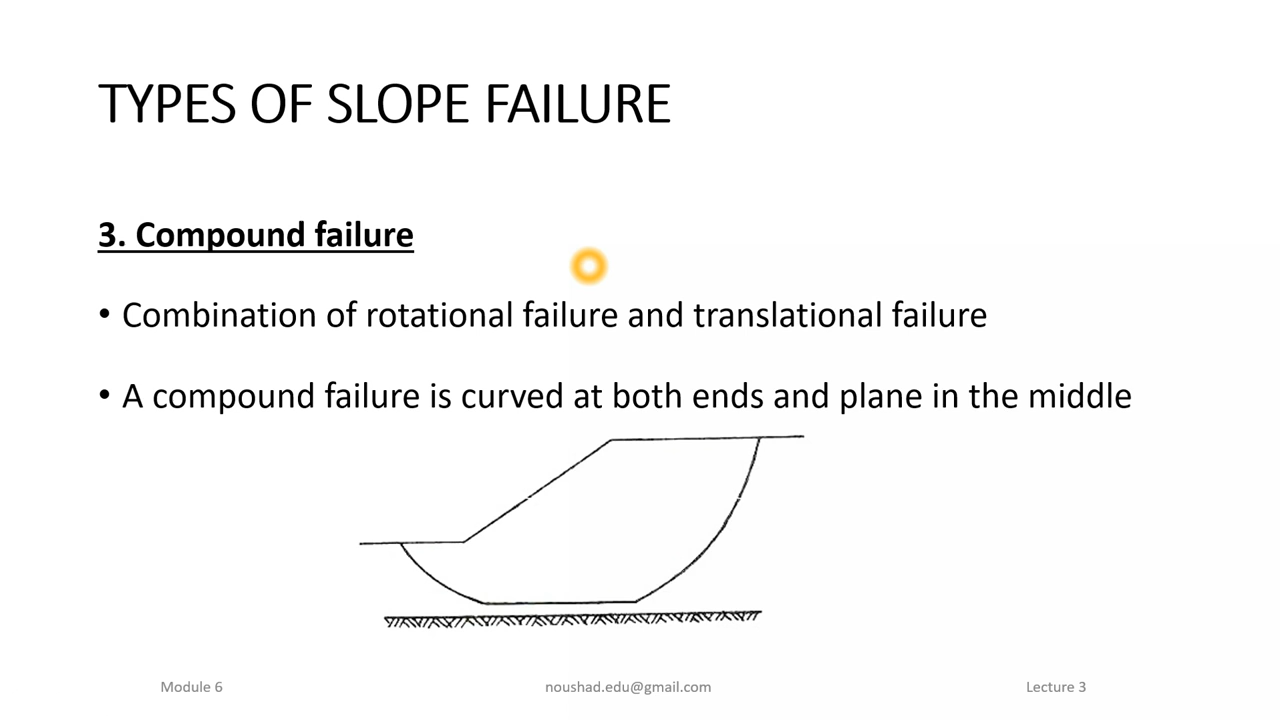 TYPES OF SLOPE FAILURE
3. Compound failure
• Combination of rotational failure and translational failure
• A compound failure is curved at both ends and plane in the middle
Module 6
noushad.edu@gmail.com
Lecture 3